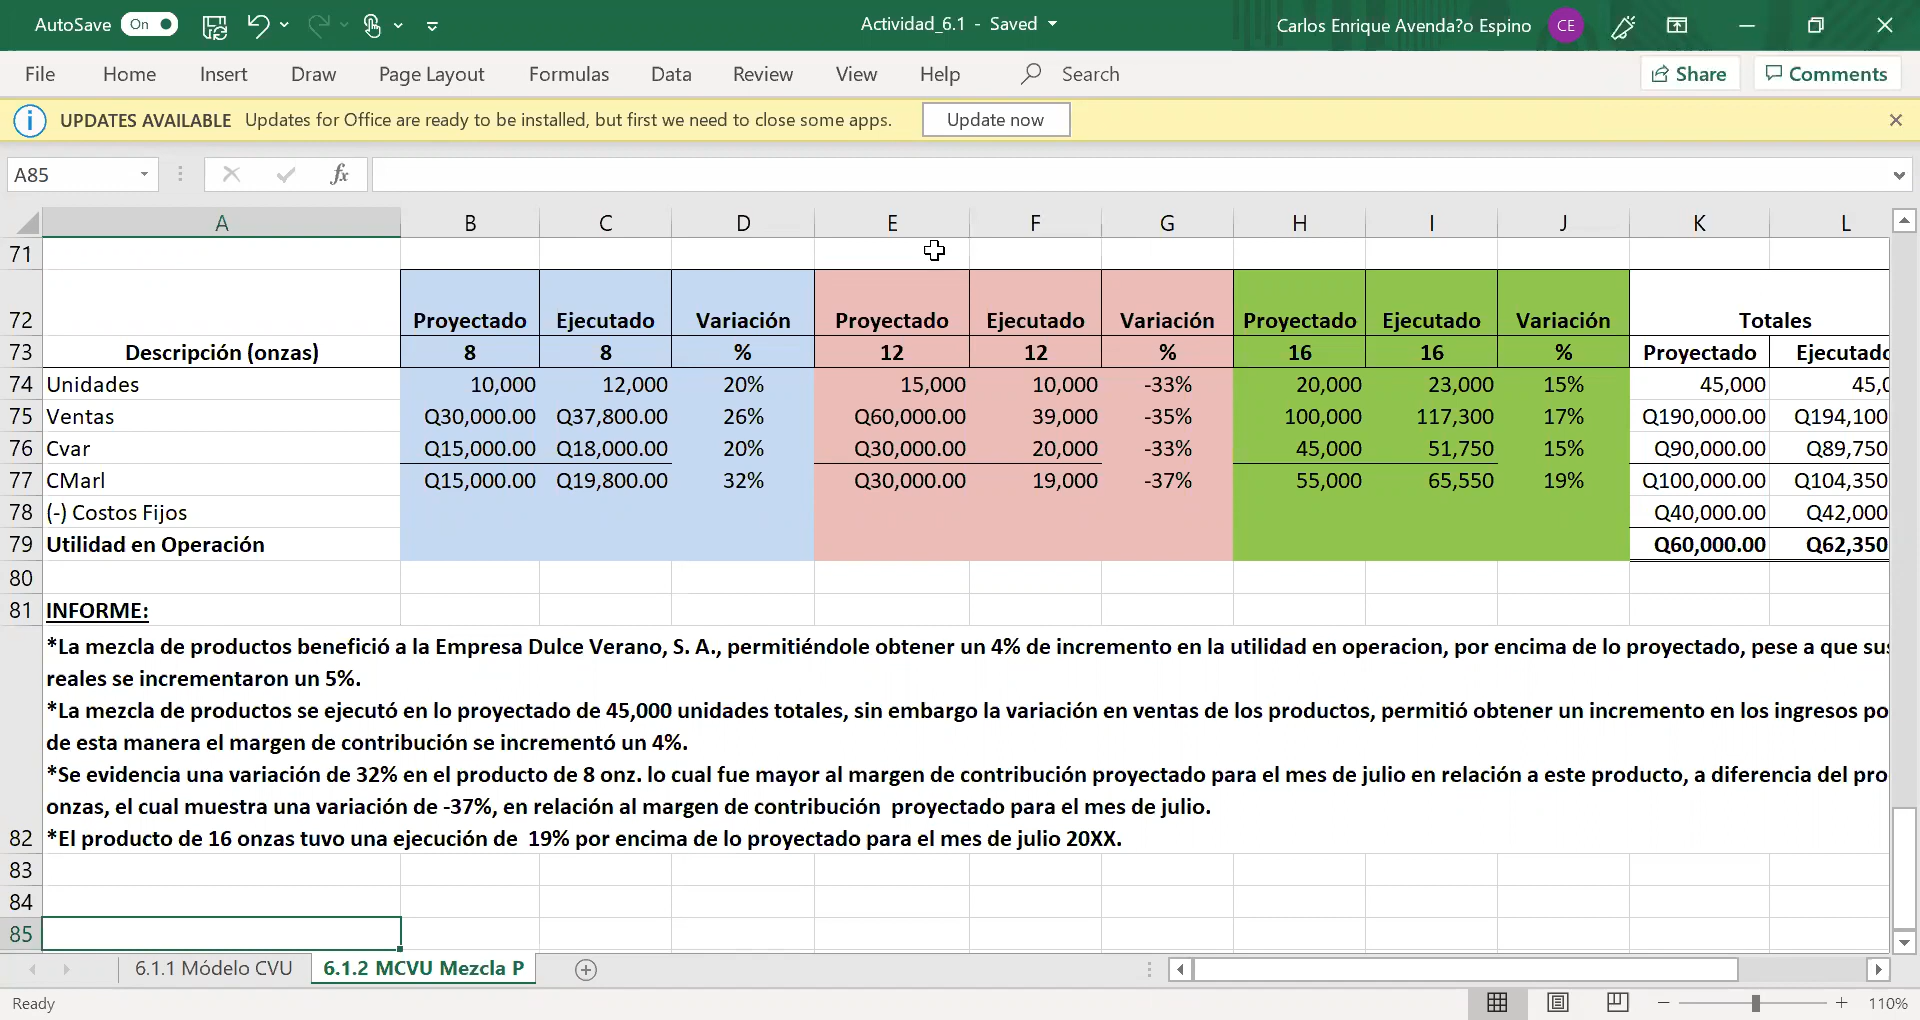 AutoSave On Actividad_6.1 - Saved Carlos Enrique Avenda?o Espino CE
File Home Insert Draw Page Layout Formulas Data Review View Help Search Share Comments
UPDATES AVAILABLE Updates for Office are ready to be installed, but first we need to close some apps. Update now
A85 fx
A B C D E F G H I J K L
71
72 Proyectado Ejecutado Variación Proyectado Ejecutado Variación Proyectado Ejecutado Variación Totales
73 Descripción (onzas) 8 8 % 12 12 % 16 16 % Proyectado Ejecutado
74 Unidades 10,000 12,000 20% 15,000 10,000 -33% 20,000 23,000 15% 45,000 45,0
75 Ventas Q30,000.00 Q37,800.00 26% Q60,000.00 39,000 -35% 100,000 117,300 17% Q190,000.00 Q194,100
76 Cvar Q15,000.00 Q18,000.00 20% Q30,000.00 20,000 -33% 45,000 51,750 15% Q90,000.00 Q89,750
77 CMarl Q15,000.00 Q19,800.00 32% Q30,000.00 19,000 -37% 55,000 65,550 19% Q100,000.00 Q104,350
78 (-) Costos Fijos Q40,000.00 Q42,000
79 Utilidad en Operación Q60,000.00 Q62,350
80
81 INFORME:
*La mezcla de productos benefició a la Empresa Dulce Verano, S. A., permitiéndole obtener un 4% de incremento en la utilidad en operacion, por encima de lo proyectado, pese a que sus
reales se incrementaron un 5%.
*La mezcla de productos se ejecutó en lo proyectado de 45,000 unidades totales, sin embargo la variación en ventas de los productos, permitió obtener un incremento en los ingresos po
de esta manera el margen de contribución se incrementó un 4%.
*Se evidencia una variación de 32% en el producto de 8 onz. lo cual fue mayor al margen de contribución proyectado para el mes de julio en relación a este producto, a diferencia del pro
onzas, el cual muestra una variación de -37%, en relación al margen de contribución proyectado para el mes de julio.
82 *El producto de 16 onzas tuvo una ejecución de 19% por encima de lo proyectado para el mes de julio 20XX.
83
84
85
6.1.1 Módelo CVU 6.1.2 MCVU Mezcla P
Ready 110%